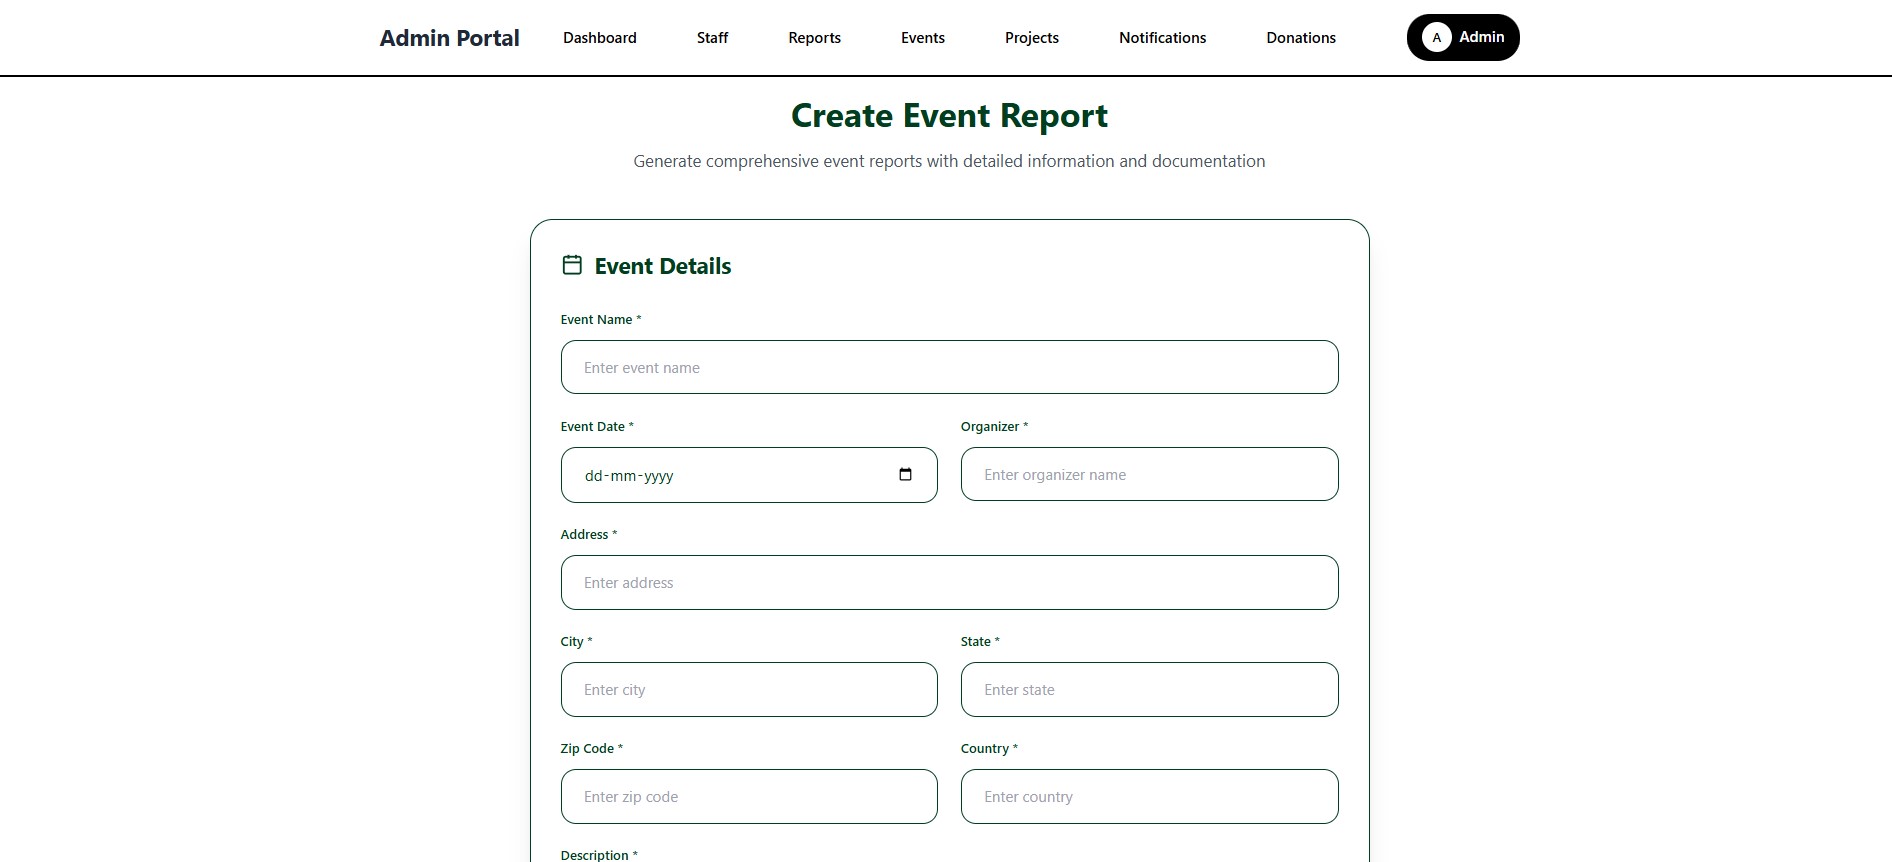 Admin Portal Dashboard Staff Reports Events Projects Notifications Donations A Admin
Create Event Report
Generate comprehensive event reports with detailed information and documentation
Event Details
Event Name *
Enter event name
Event Date * Organizer *
dd-mm-yyyy Enter organizer name
Address *
Enter address
City * State *
Enter city Enter state
Zip Code * Country *
Enter zip code Enter country
Description *